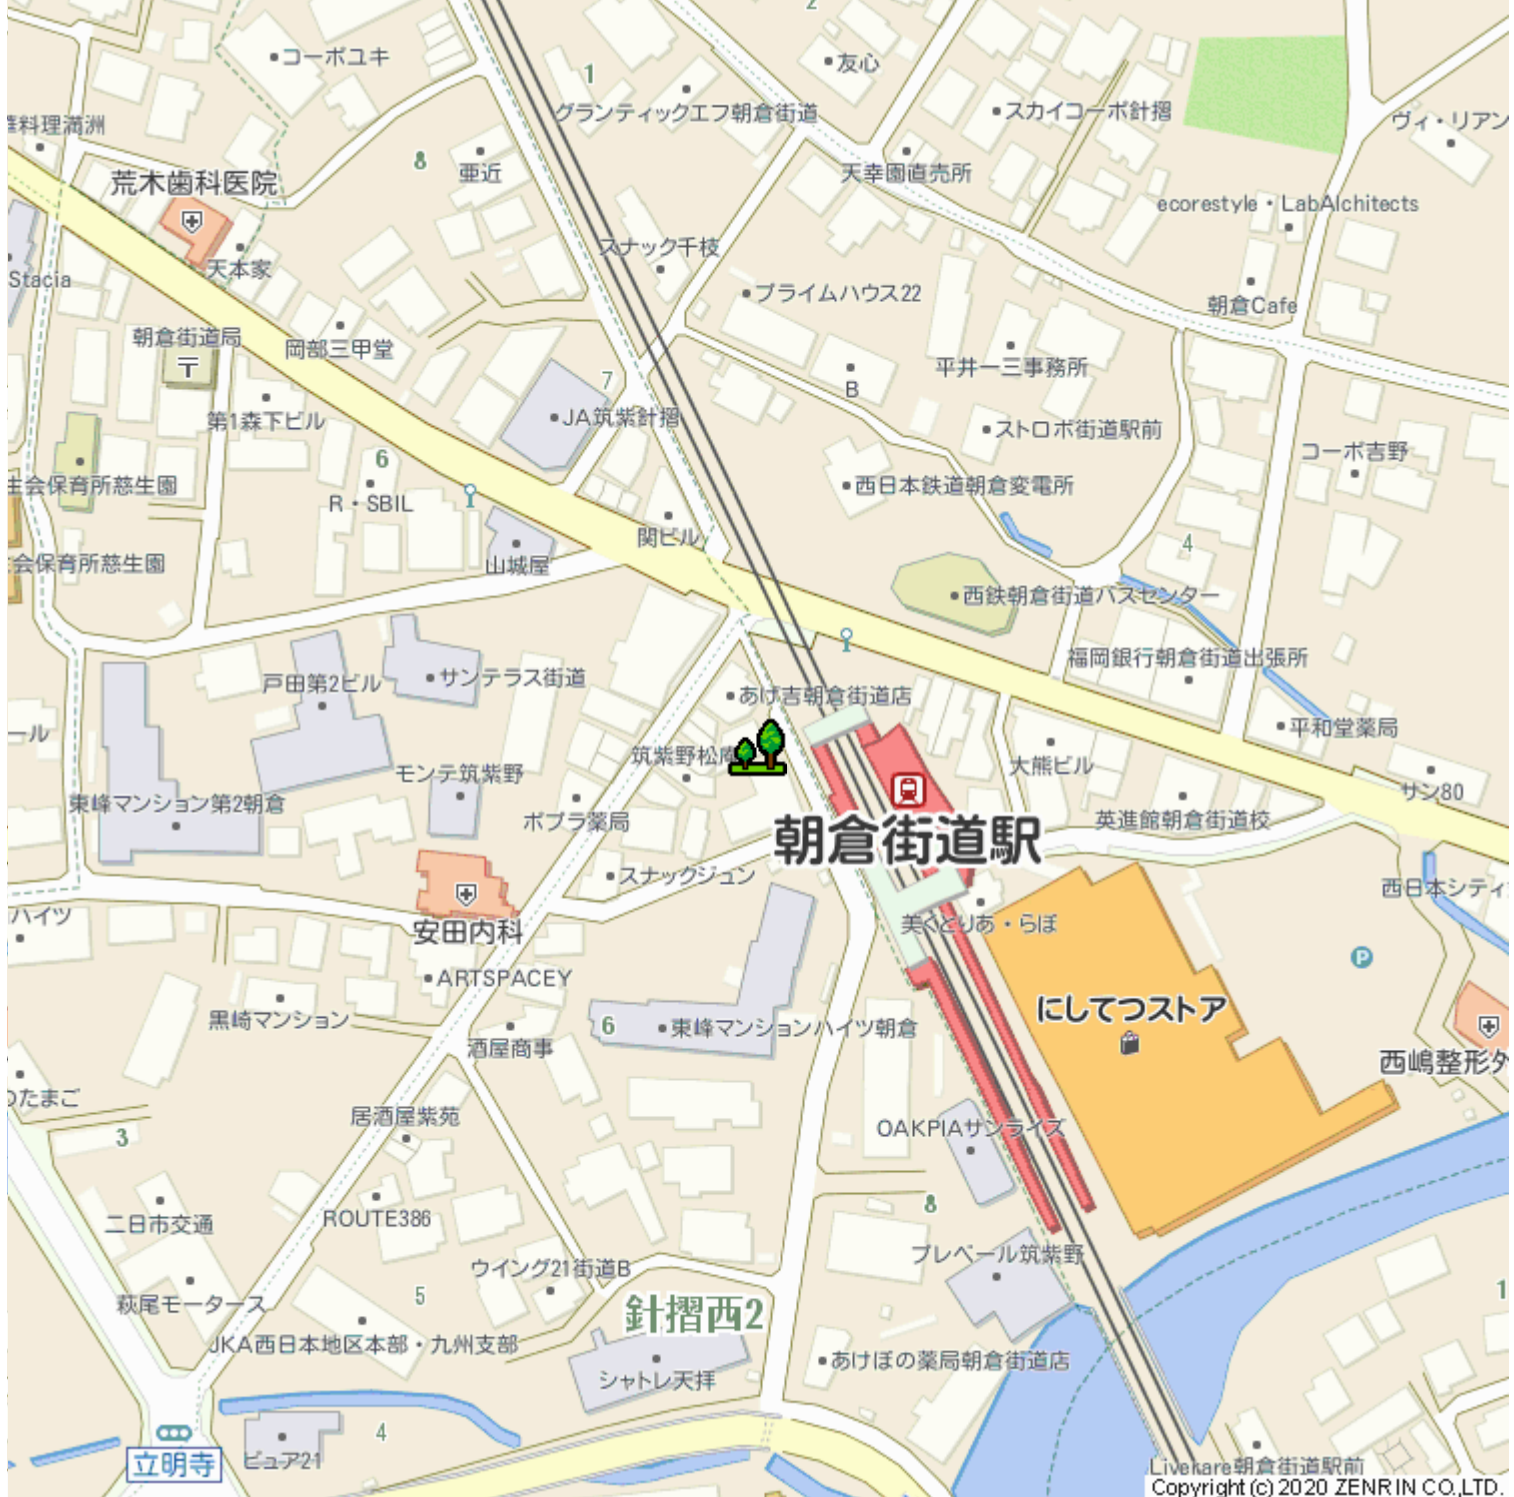 2
コーポユキ
友心
1
グランティックエフ朝倉街道
スカイコーポ針摺
ヴィ・リアン
料理満洲
8
亜近
天幸園直売所
荒木歯科医院
ecorestyle・LabAlchitects
天本家
スナック千枝
Stacia
プライムハウス22
朝倉Cafe
朝倉街道局
〒
岡部三甲堂
平井一三事務所
B
7
第1森下ビル
JA筑紫針摺
ストロボ街道駅前
コーポ吉野
6
生会保育所慈生園
R・SBIL
西日本鉄道朝倉変電所
関ビル
4
会保育所慈生園
山城屋
西鉄朝倉街道バスセンター
福岡銀行朝倉街道出張所
戸田第2ビル
サンテラス街道
あげ吉朝倉街道店
ール
平和堂薬局
筑紫野松庵
大熊ビル
モンテ筑紫野
サン80
東峰マンション第2朝倉
ポプラ薬局
朝倉街道駅
英進館朝倉街道校
スナックジュン
西日本シティ
ハイツ
安田内科
美くとりあ・らぼ
P
ARTSPACEY
にしてつストア
黒崎マンション
6
東峰マンションハイツ朝倉
酒屋商事
西嶋整形外
のたまご
居酒屋紫苑
OAKPIAサンライズ
3
8
二日市交通
ROUTE386
プレベール筑紫野
ウイング21街道B
1
萩尾モータース
5
針摺西2
JKA西日本地区本部・九州支部
あけぼの薬局朝倉街道店
シャトレ天拝
4
立明寺
ピュア21
Livekare朝倉街道駅前
Copyright (c) 2020 ZENRIN CO.,LTD.